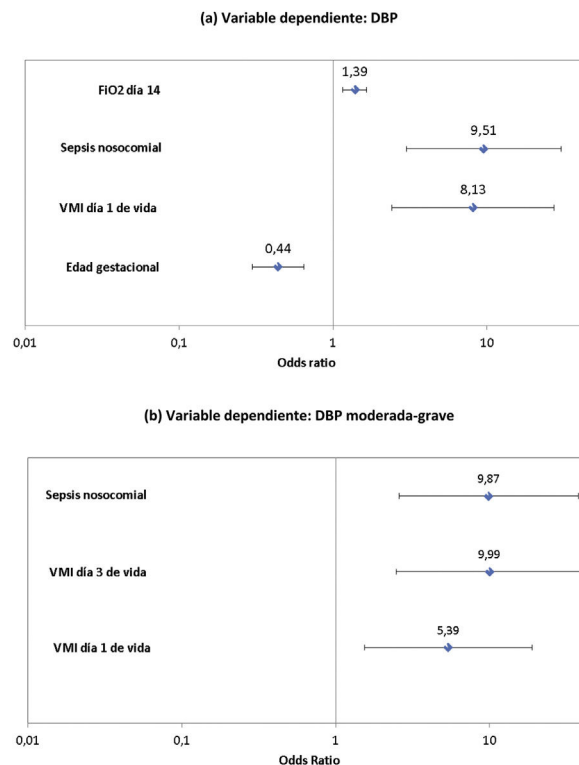 (a) Variable dependiente: DBP
1,39
FiO2 día 14
9,51
Sepsis nosocomial
8,13
VMI día 1 de vida
0,44
Edad gestacional
0,01 0,1 1 10
Odds ratio
(b) Variable dependiente: DBP moderada-grave
9,87
Sepsis nosocomial
9,99
VMI día 3 de vida
5,39
VMI día 1 de vida
0,01 0,1 1 10
Odds Ratio